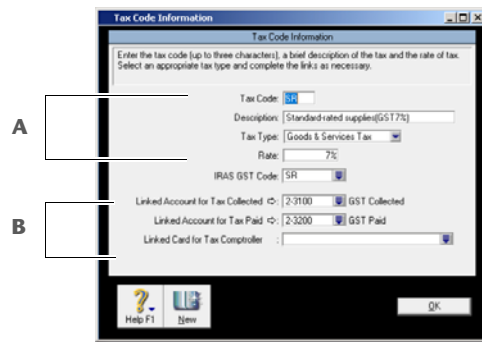 Tax Code Information
Tax Code Information
Enter the tax code (up to three characters), a brief description of the tax and the rate of tax.
Select an appropriate tax type and complete the links as necessary.
A
Tax Code: SR
Description: Standard-rated supplies(GST7%)
Tax Type: Goods & Services Tax
Rate: 7%
IRAS GST Code: SR
B
Linked Account for Tax Collected ⇨: 2-3100 GST Collected
Linked Account for Tax Paid ⇨: 2-3200 GST Paid
Linked Card for Tax Comptroller :
Help F1 New OK